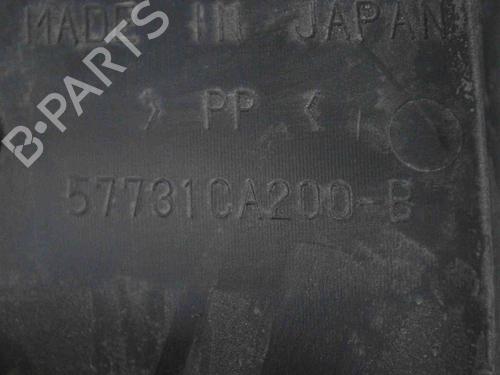 MADE IN JAPAN
> PP <
57731CA200-B
B-PARTS